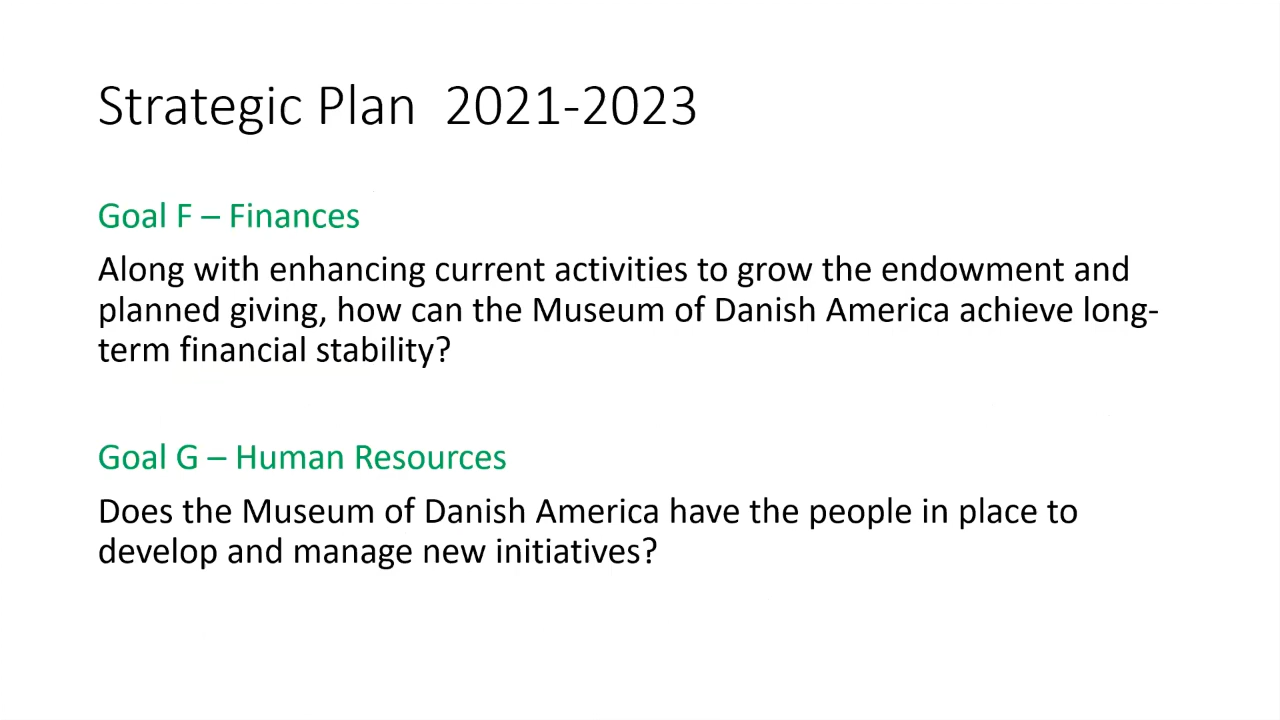 Strategic Plan  2021-2023
Goal F – Finances
Along with enhancing current activities to grow the endowment and
planned giving, how can the Museum of Danish America achieve long-
term financial stability?
Goal G – Human Resources
Does the Museum of Danish America have the people in place to
develop and manage new initiatives?